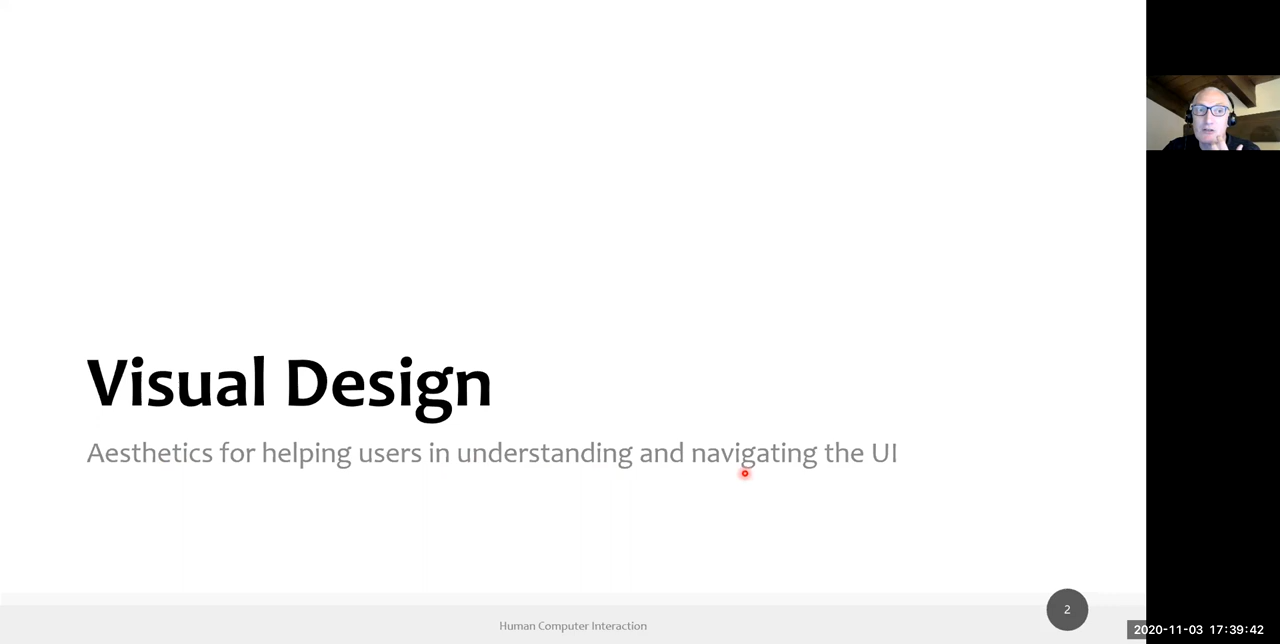 Visual Design
Aesthetics for helping users in understanding and navigating the UI
Human Computer Interaction
2
2020-11-03 17:39:42